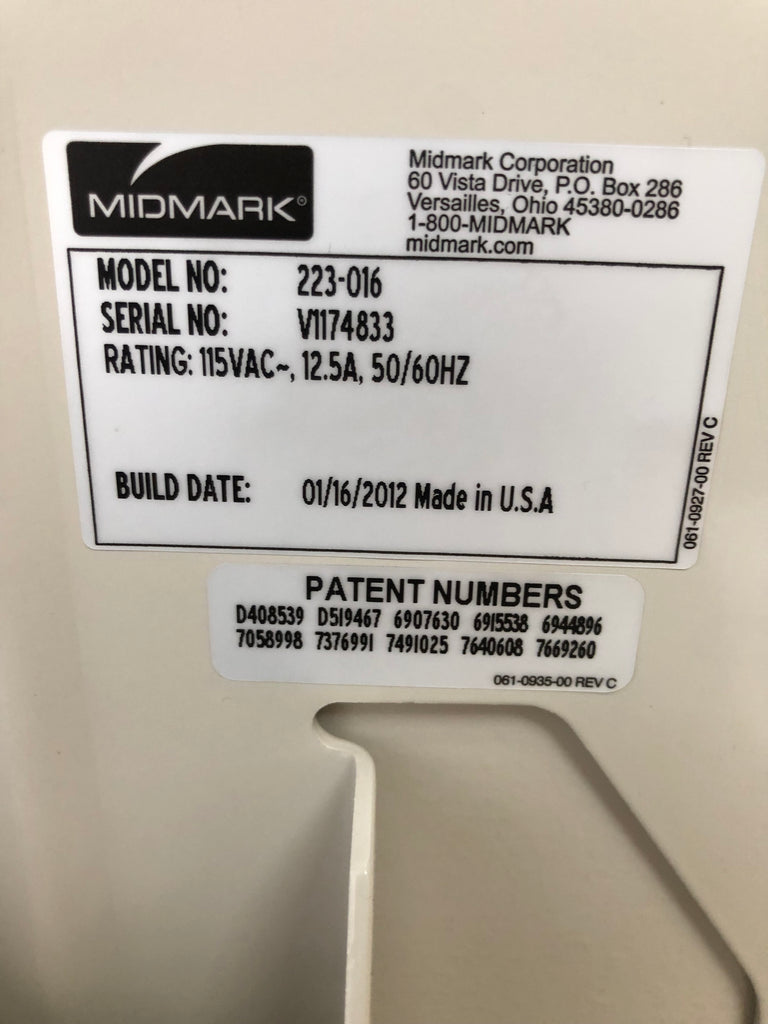 MIDMARK®
Midmark Corporation
60 Vista Drive, P.O. Box 286
Versailles, Ohio 45380-0286
1-800-MIDMARK
midmark.com
MODEL NO: 223-016
SERIAL NO: V1174833
RATING: 115VAC~, 12.5A, 50/60HZ
BUILD DATE: 01/16/2012 Made in U.S.A
061-0927-00 REV C
PATENT NUMBERS
D408539 D519467 6907630 6915538 6944896
7058998 7376991 7491025 7640608 7669260
061-0935-00 REV C